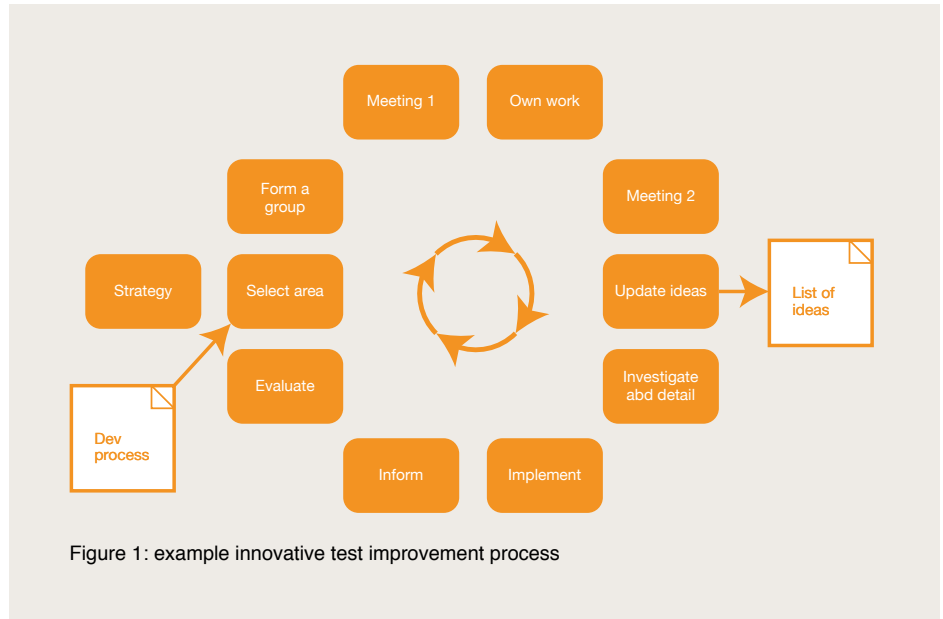 Meeting 1
Own work
Form a
group
Meeting 2
Strategy
Select area
Update ideas
List of
ideas
Evaluate
Investigate
abd detail
Dev
process
Inform
Implement
Figure 1: example innovative test improvement process